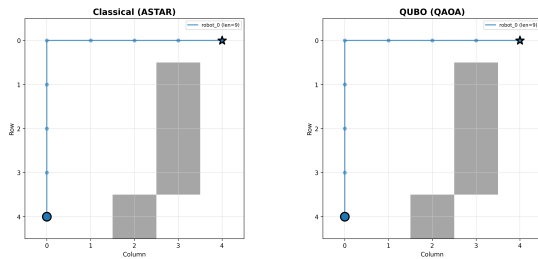 Classical (ASTAR)
robot_0 (len=9)
0
1
2
3
4
Row
0 1 2 3 4
Column
QUBO (QAOA)
robot_0 (len=9)
0
1
2
3
4
Row
0 1 2 3 4
Column